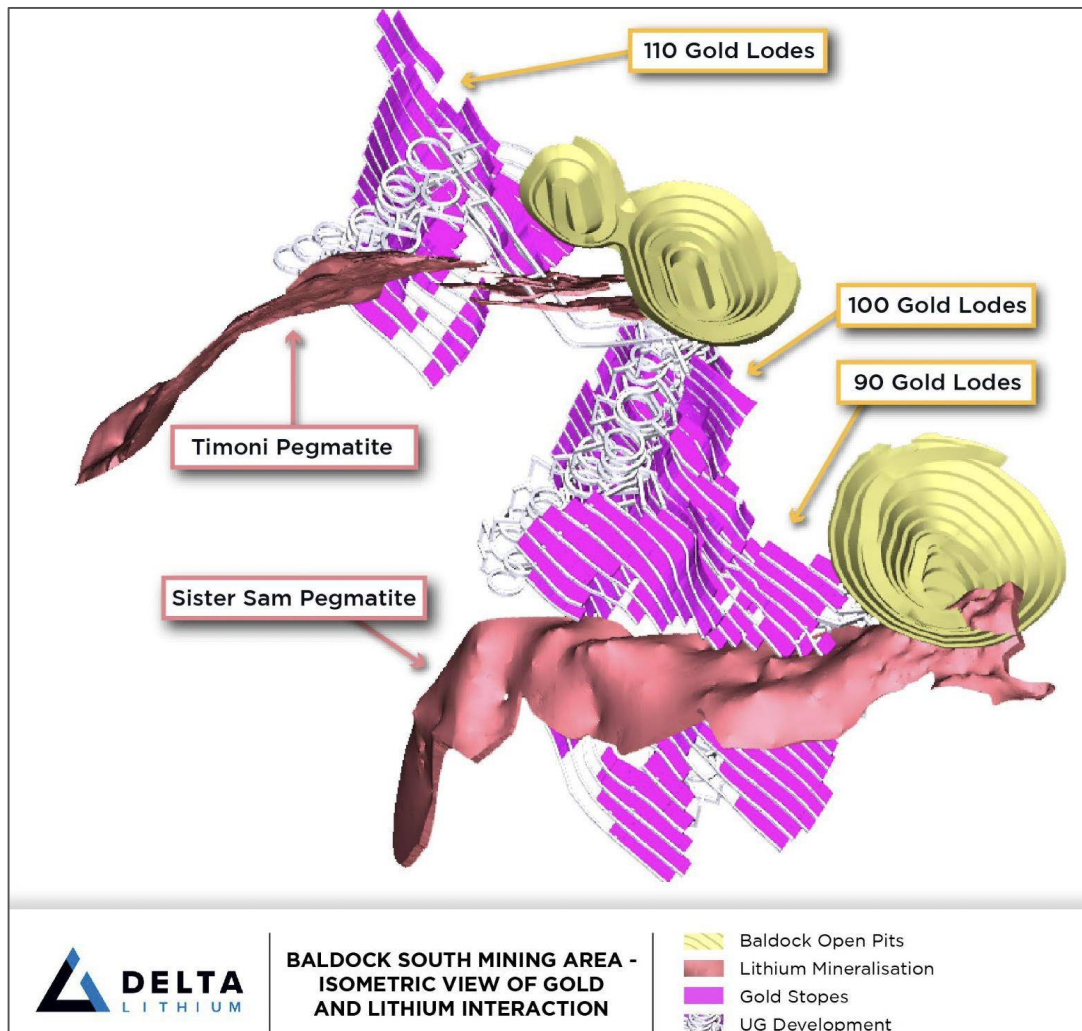 110 Gold Lodes
100 Gold Lodes
90 Gold Lodes
Timoni Pegmatite
Sister Sam Pegmatite
DELTA
LITHIUM
BALDOCK SOUTH MINING AREA -
ISOMETRIC VIEW OF GOLD
AND LITHIUM INTERACTION
Baldock Open Pits
Lithium Mineralisation
Gold Stopes
UG Development